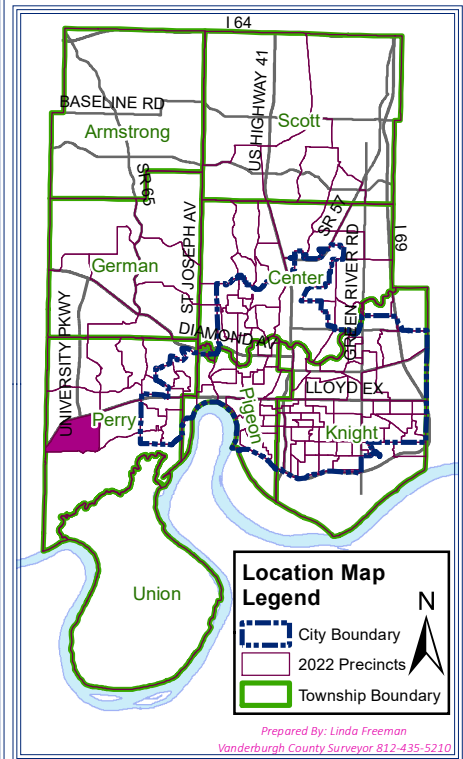 I 64
US HIGHWAY 41
BASELINE RD
Scott
Armstrong
SR 65
ST JOSEPH AV
SR 57
GREEN RIVER RD
I 69
German
Center
UNIVERSITY PKWY
DIAMOND AV
LLOYD EX
Perry
Pigeon
Knight
Union
Location Map
Legend
N
City Boundary
2022 Precincts
Township Boundary
Prepared By: Linda Freeman
Vanderburgh County Surveyor 812-435-5210